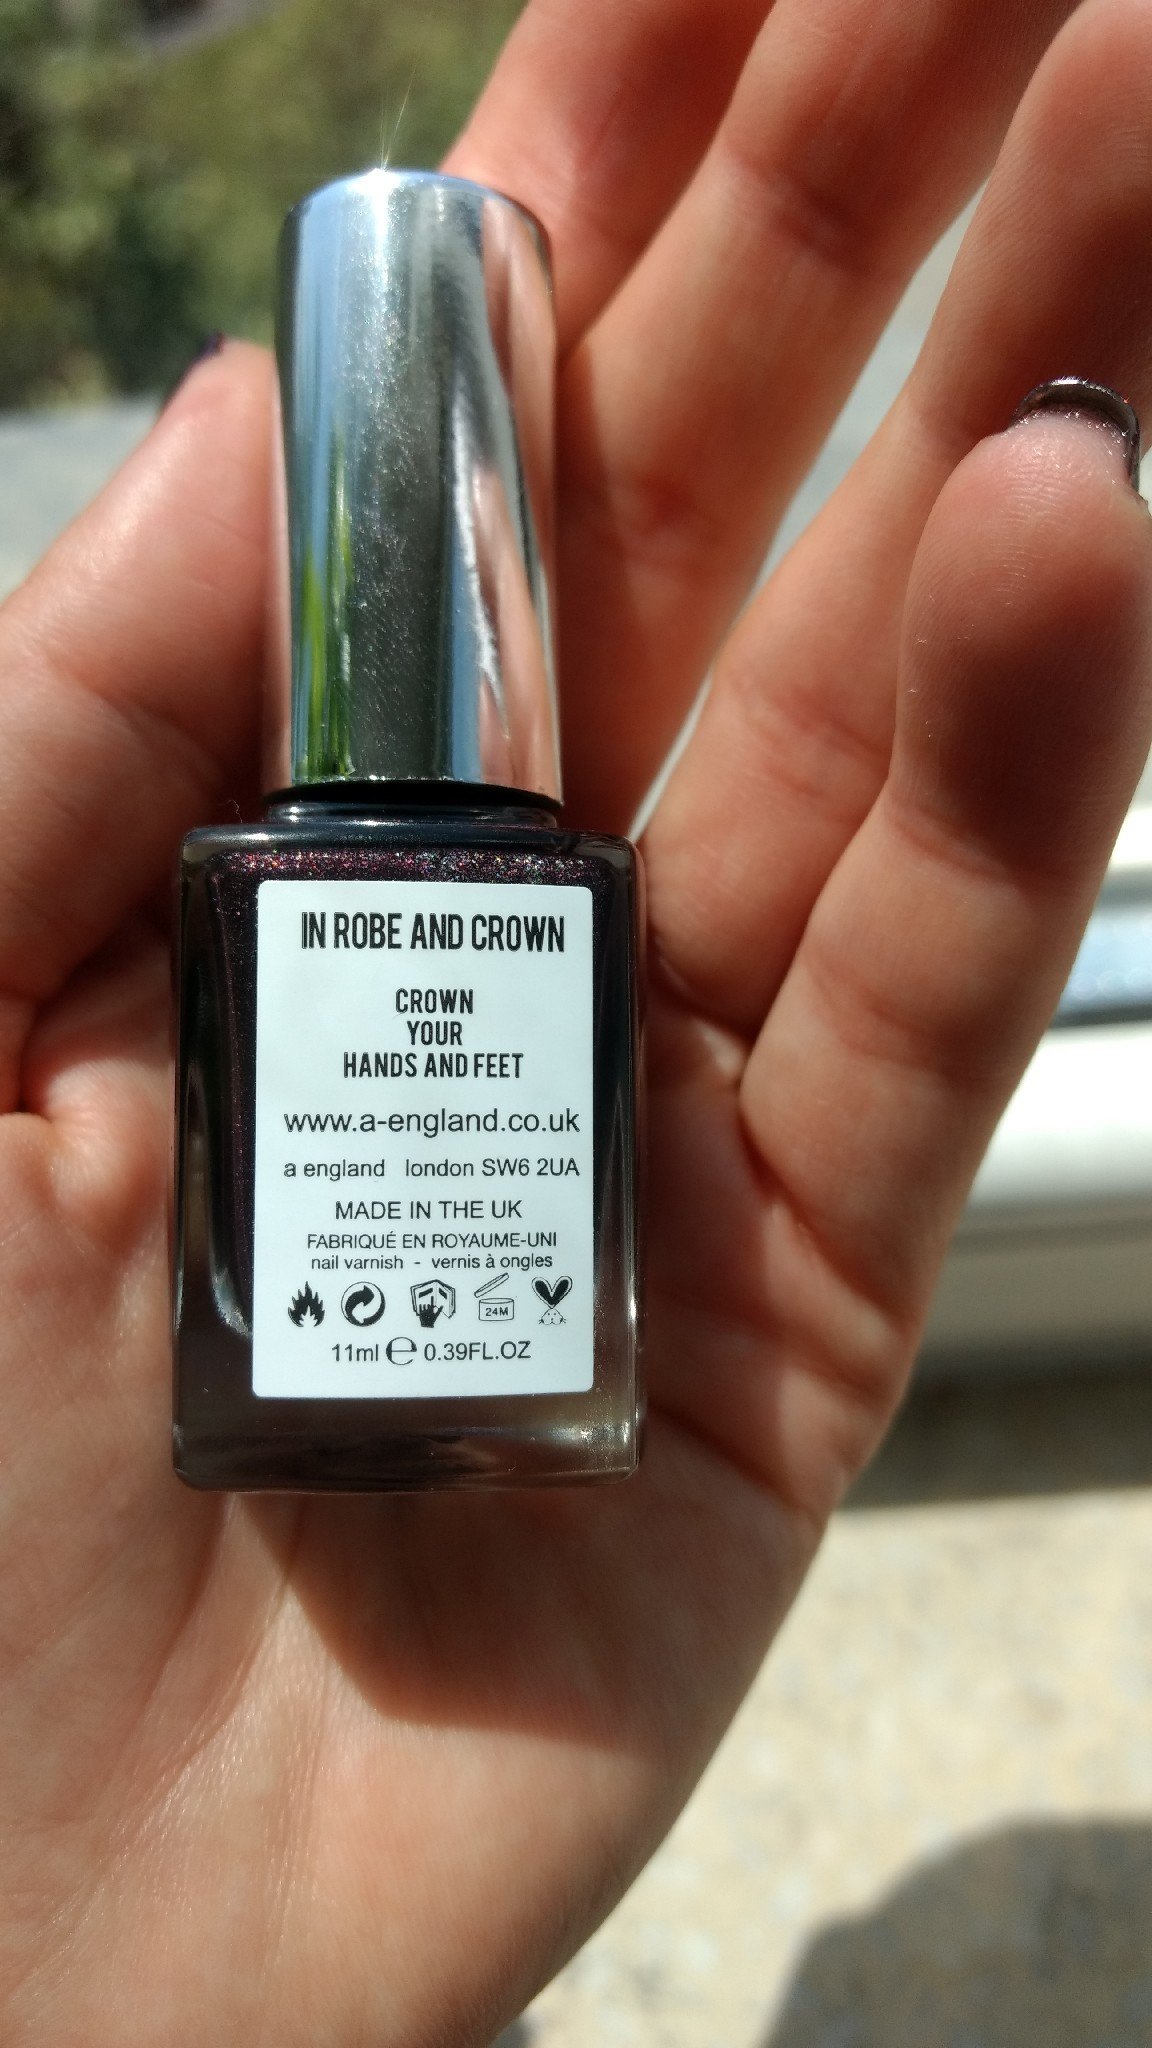 IN ROBE AND CROWN
CROWN
YOUR
HANDS AND FEET
www.a-england.co.uk
a england london SW6 2UA
MADE IN THE UK
FABRIQUÉ EN ROYAUME-UNI
nail varnish - vernis à ongles
24M
11ml ℮ 0.39FL.OZ